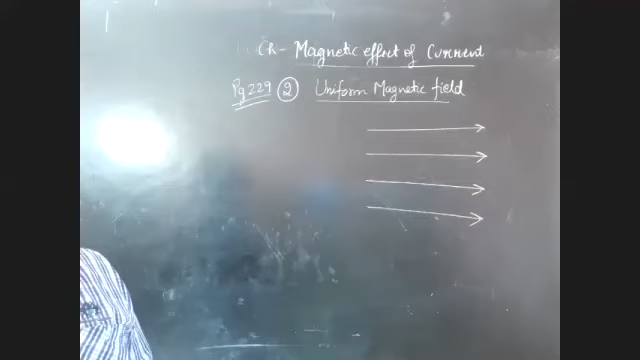 Ch- Magnetic effect of Current
Pg 229 ② Uniform Magnetic field